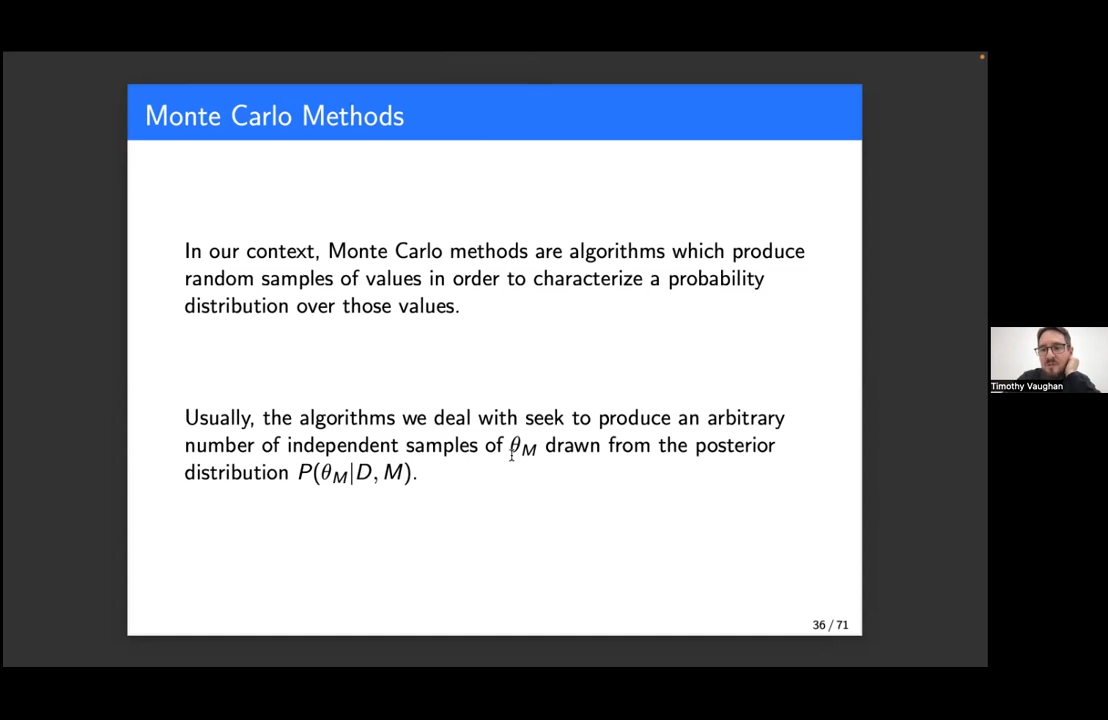 Monte Carlo Methods
In our context, Monte Carlo methods are algorithms which produce
random samples of values in order to characterize a probability
distribution over those values.
Usually, the algorithms we deal with seek to produce an arbitrary
number of independent samples of θ_M drawn from the posterior
distribution P(θ_M|D, M).
36 / 71
Timothy Vaughan